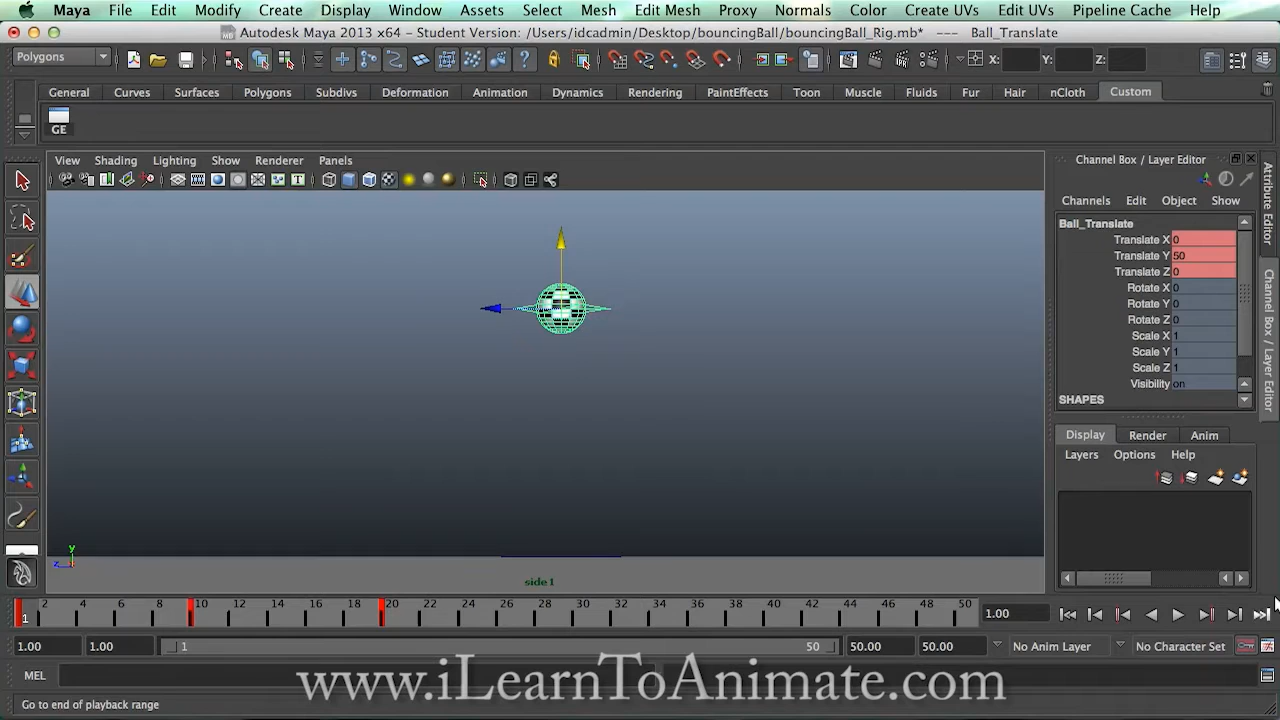 Maya File Edit Modify Create Display Window Assets Select Mesh Edit Mesh Proxy Normals Color Create UVs Edit UVs Pipeline Cache Help
Autodesk Maya 2013 x64 - Student Version: /Users/idcadmin/Desktop/bouncingBall/bouncingBall_Rig.mb* --- Ball_Translate
Polygons X: Y: Z:
General Curves Surfaces Polygons Subdivs Deformation Animation Dynamics Rendering PaintEffects Toon Muscle Fluids Fur Hair nCloth Custom
GE
View Shading Lighting Show Renderer Panels
Channel Box / Layer Editor
Channels Edit Object Show
Ball_Translate
Translate X 0
Translate Y 50
Translate Z 0
Rotate X 0
Rotate Y 0
Rotate Z 0
Scale X 1
Scale Y 1
Scale Z 1
Visibility on
SHAPES
Attribute Editor
Channel Box / Layer Editor
Display Render Anim
Layers Options Help
y
z
side1
2 4 6 8 10 12 14 16 18 20 22 24 26 28 30 32 34 36 38 40 42 44 46 48 50
1
1.00
1.00 1.00 1 50 50.00 50.00 No Anim Layer No Character Set
MEL
www.iLearnToAnimate.com
Go to end of playback range